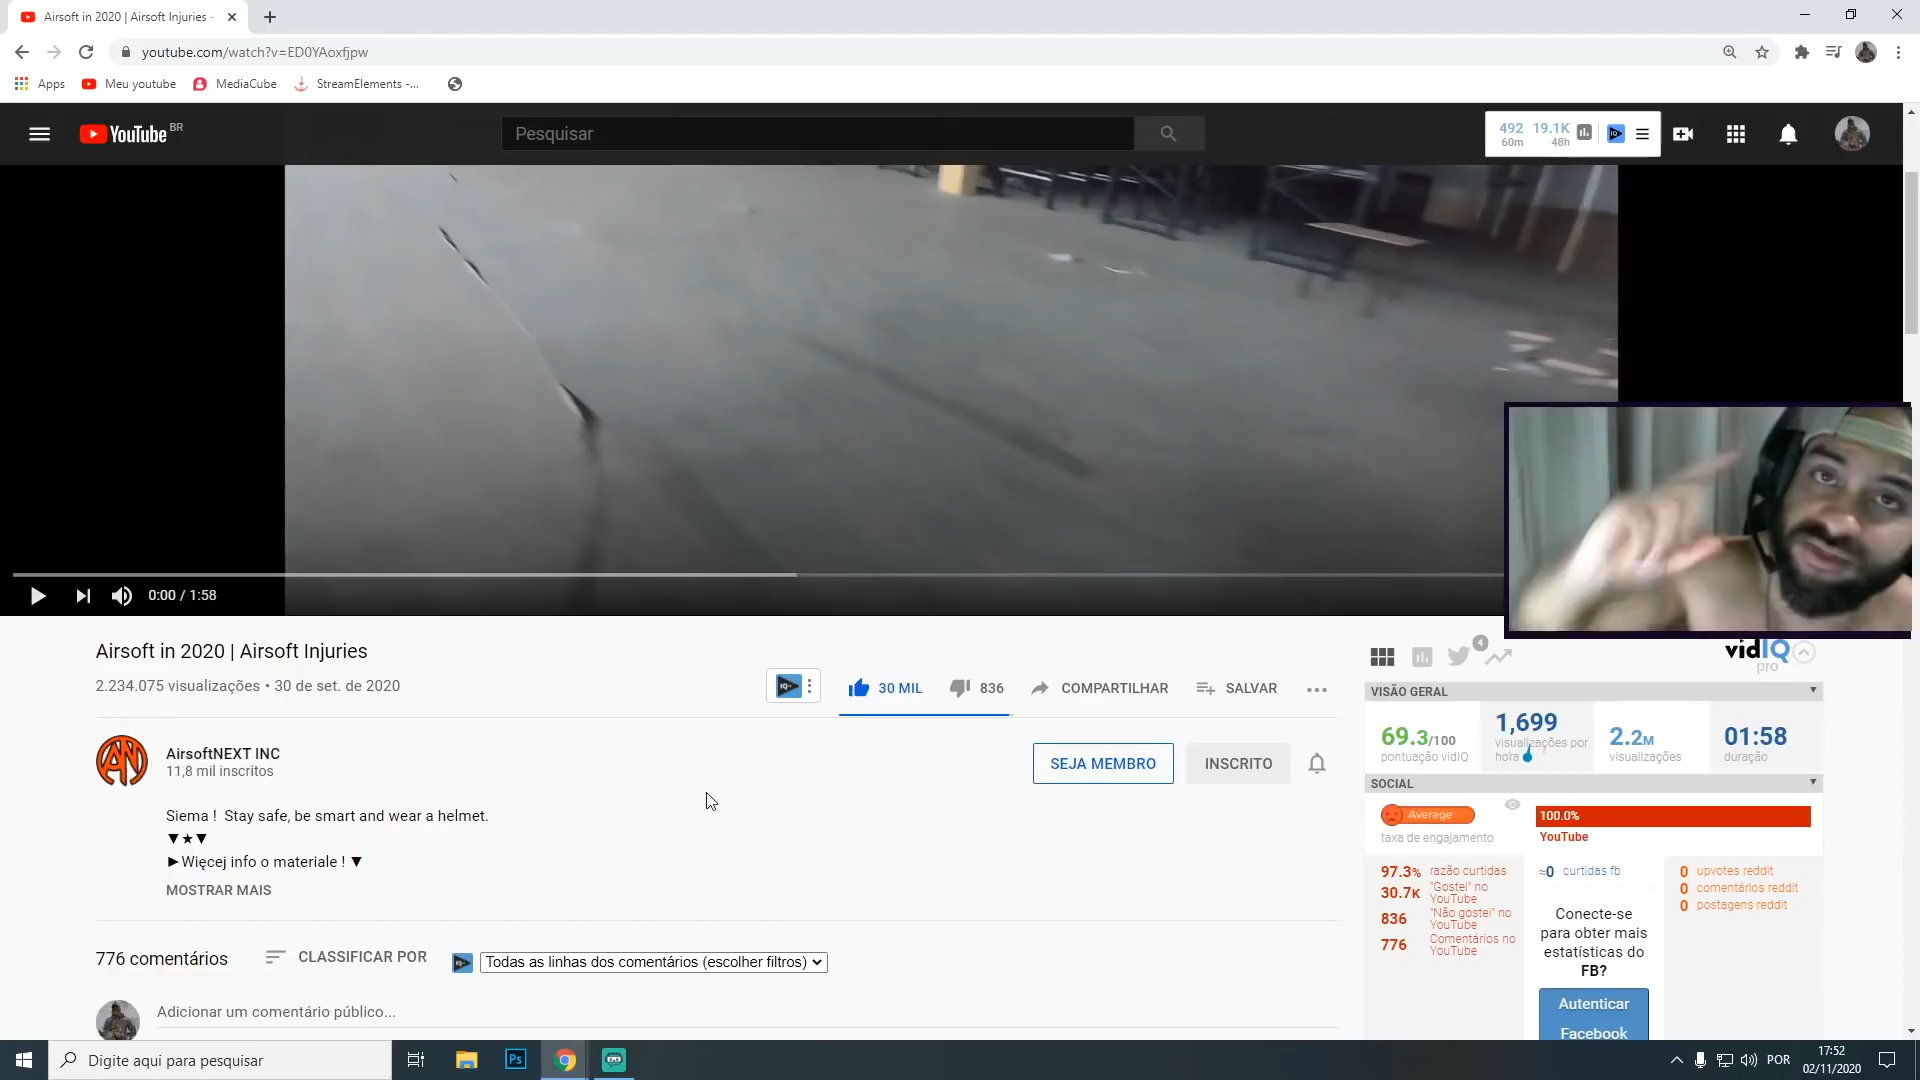 Airsoft in 2020 | Airsoft Injuries -
youtube.com/watch?v=ED0YAoxfjpw
Apps Meu youtube MediaCube StreamElements -...
YouTube BR
Pesquisar
492 19.1K
60m 48h
0:00 / 1:58
Airsoft in 2020 | Airsoft Injuries
2.234.075 visualizações • 30 de set. de 2020
30 MIL 836 COMPARTILHAR SALVAR
AirsoftNEXT INC
11,8 mil inscritos
SEJA MEMBRO INSCRITO
Siema ! Stay safe, be smart and wear a helmet.
▼★▼
►Więcej info o materiale ! ▼
MOSTRAR MAIS
776 comentários CLASSIFICAR POR Todas as linhas dos comentários (escolher filtros)
Adicionar um comentário público...
4
vidIQ
pro
VISÃO GERAL
69.3/100
pontuação vidIQ
1,699
visualizações por
hora
2.2M
visualizações
01:58
duração
SOCIAL
Average
taxa de engajamento
100.0%
YouTube
97.3% razão curtidas
30.7K "Gostei" no
YouTube
836 "Não gostei" no
YouTube
776 Comentários no
YouTube
≈0 curtidas fb
Conecte-se
para obter mais
estatísticas do
FB?
Autenticar
Facebook
0 upvotes reddit
0 comentários reddit
0 postagens reddit
Digite aqui para pesquisar
Ps
POR
17:52
02/11/2020